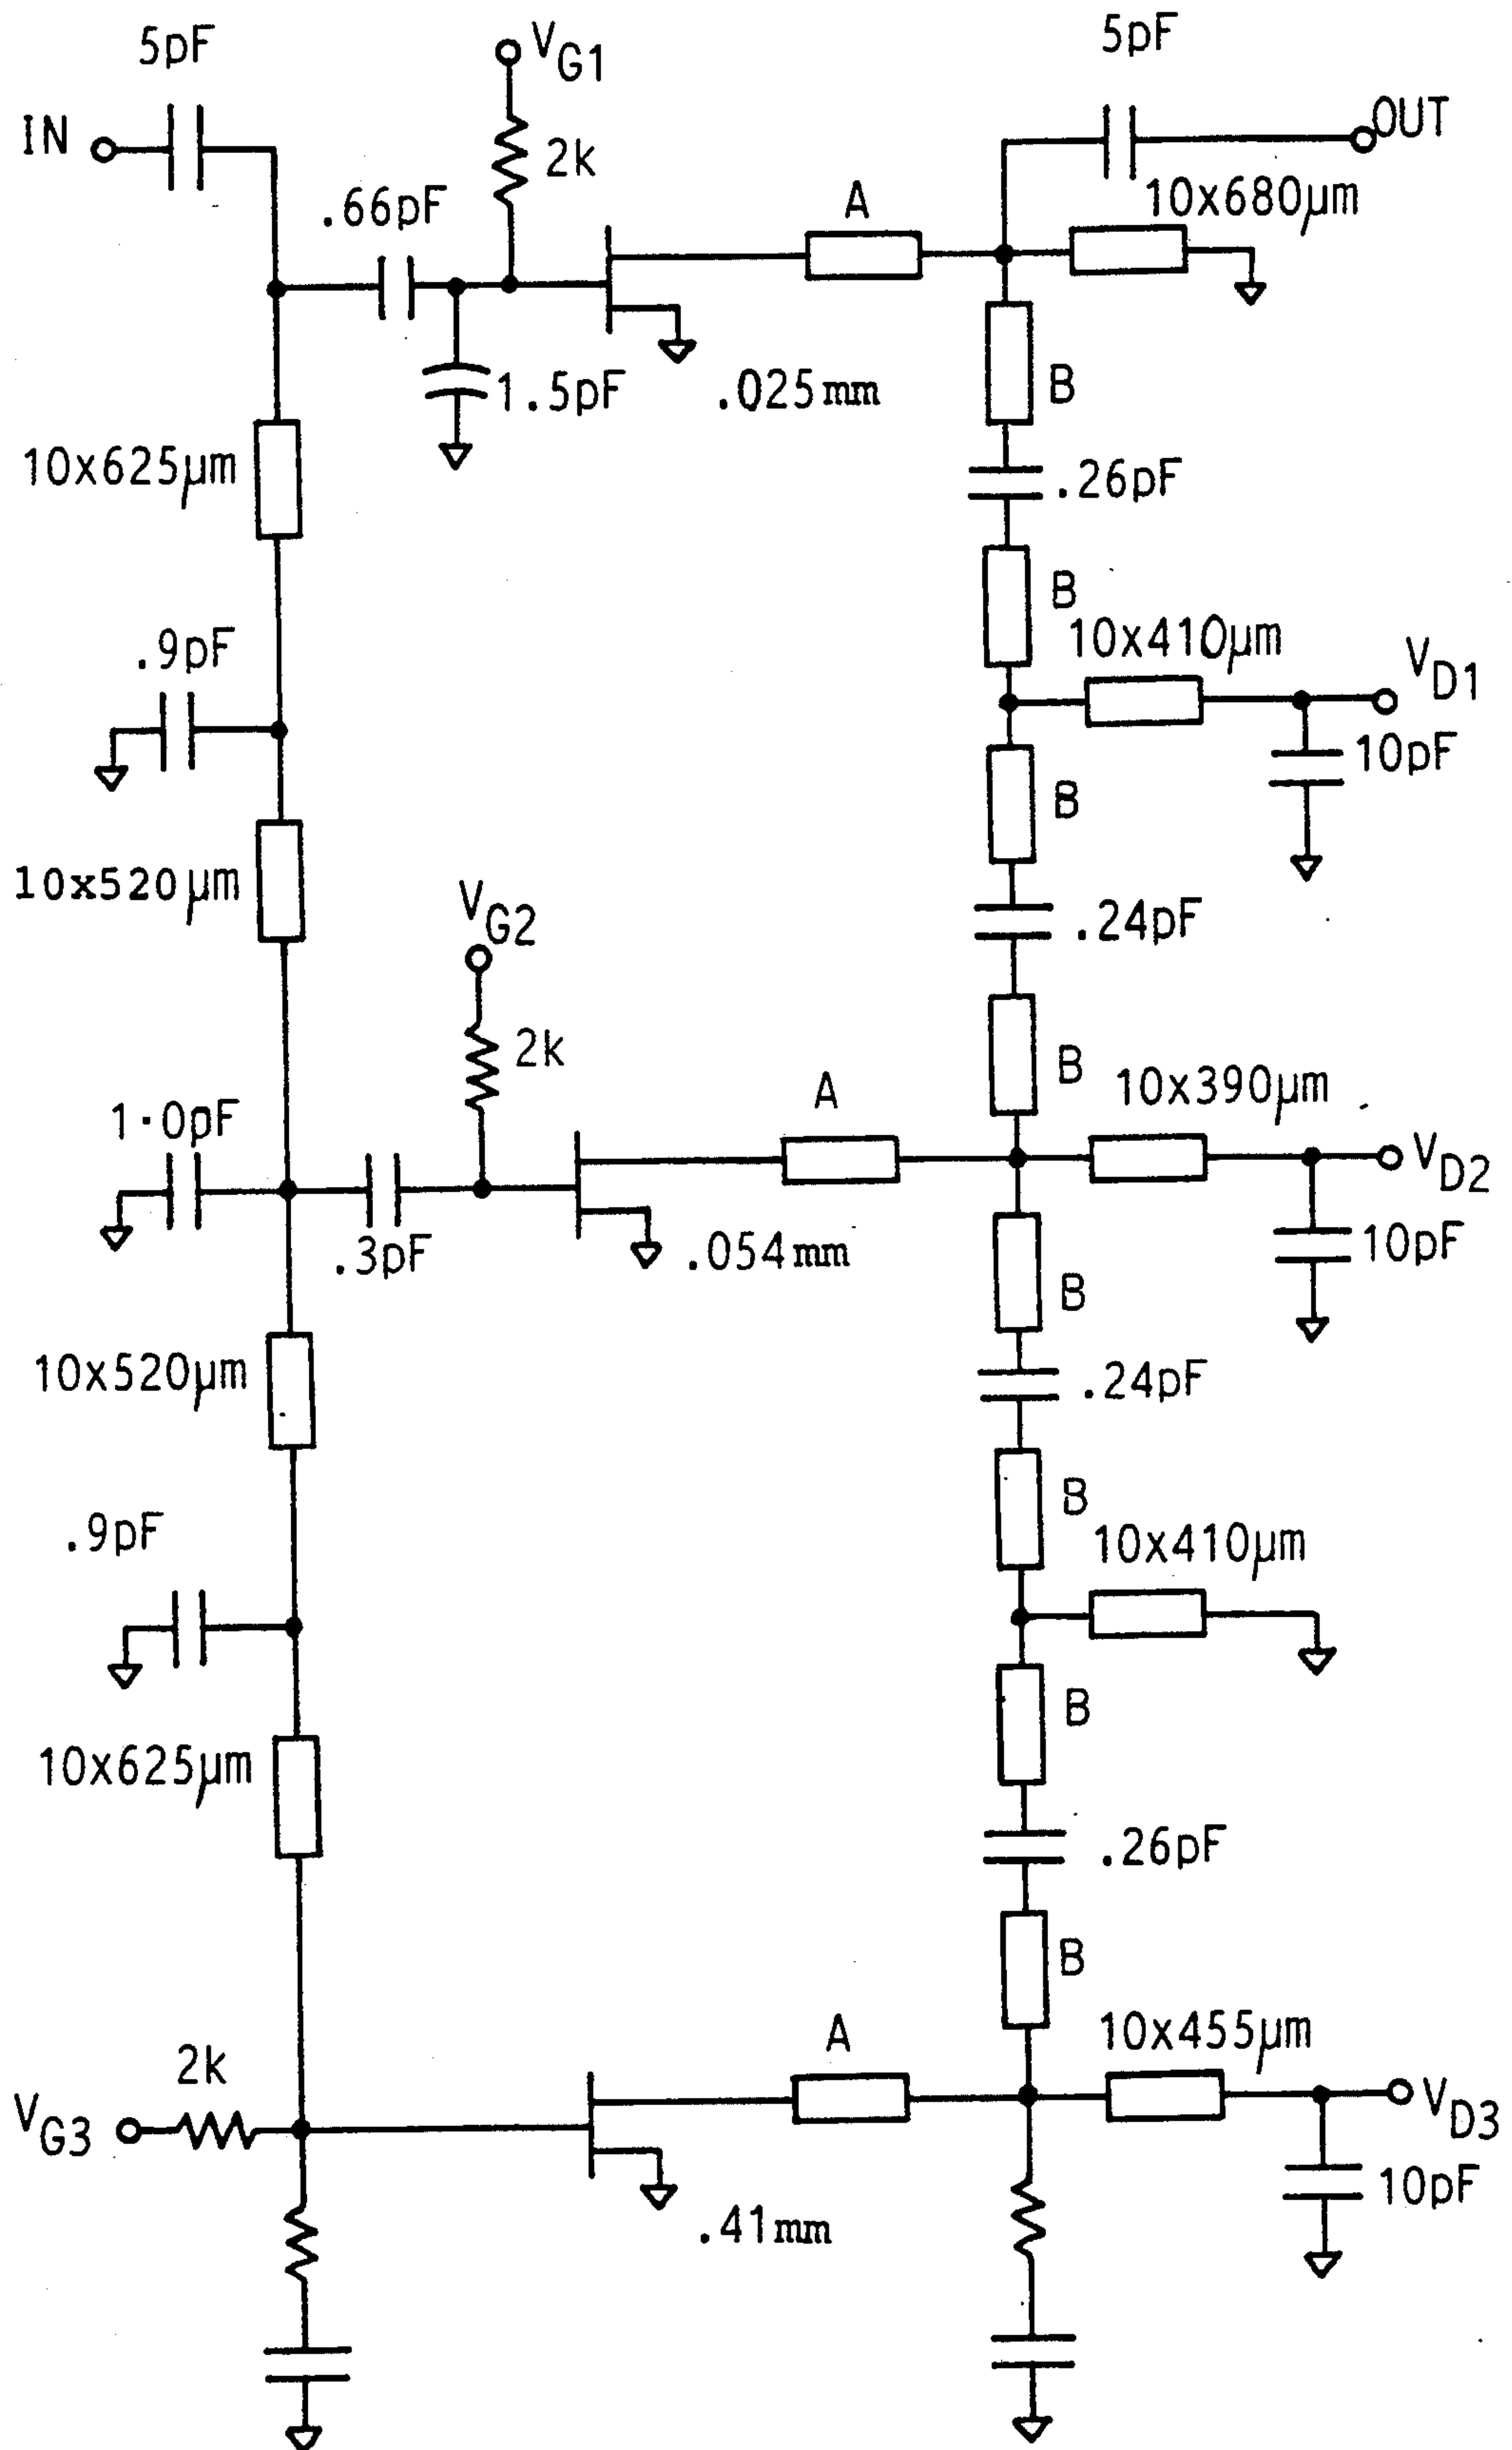 5pF
V G1
5pF
IN
2k
OUT
.66pF
A
10x680µm
1.5pF
.025mm
B
10x625µm
.26pF
B
.9pF
10x410µm
V D1
10pF
B
10x520µm
V G2
.24pF
2k
B
A
10x390µm
1.0pF
V D2
.3pF
.054mm
B
10pF
10x520µm
.24pF
B
.9pF
10x410µm
B
10x625µm
.26pF
B
A
10x455µm
2k
V G3
V D3
10pF
.41mm